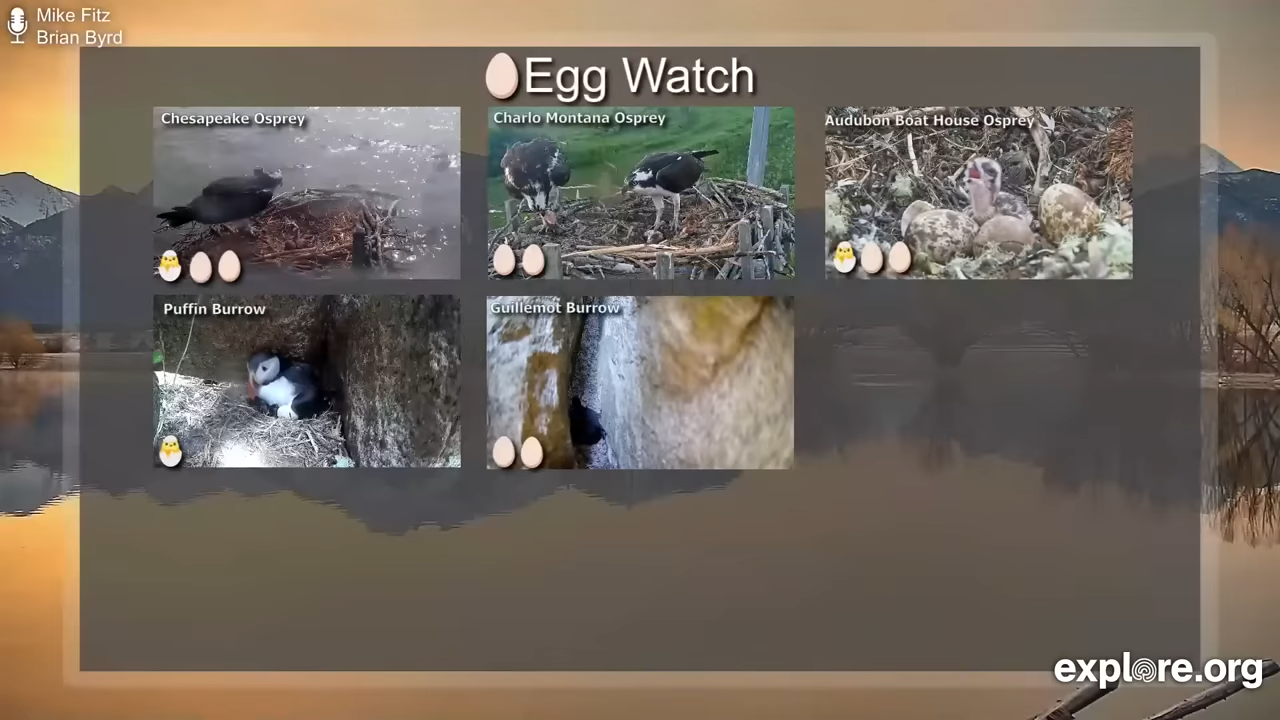 Mike Fitz
Brian Byrd
Egg Watch
Chesapeake Osprey
Charlo Montana Osprey
Audubon Boat House Osprey
Puffin Burrow
Guillemot Burrow
explore.org